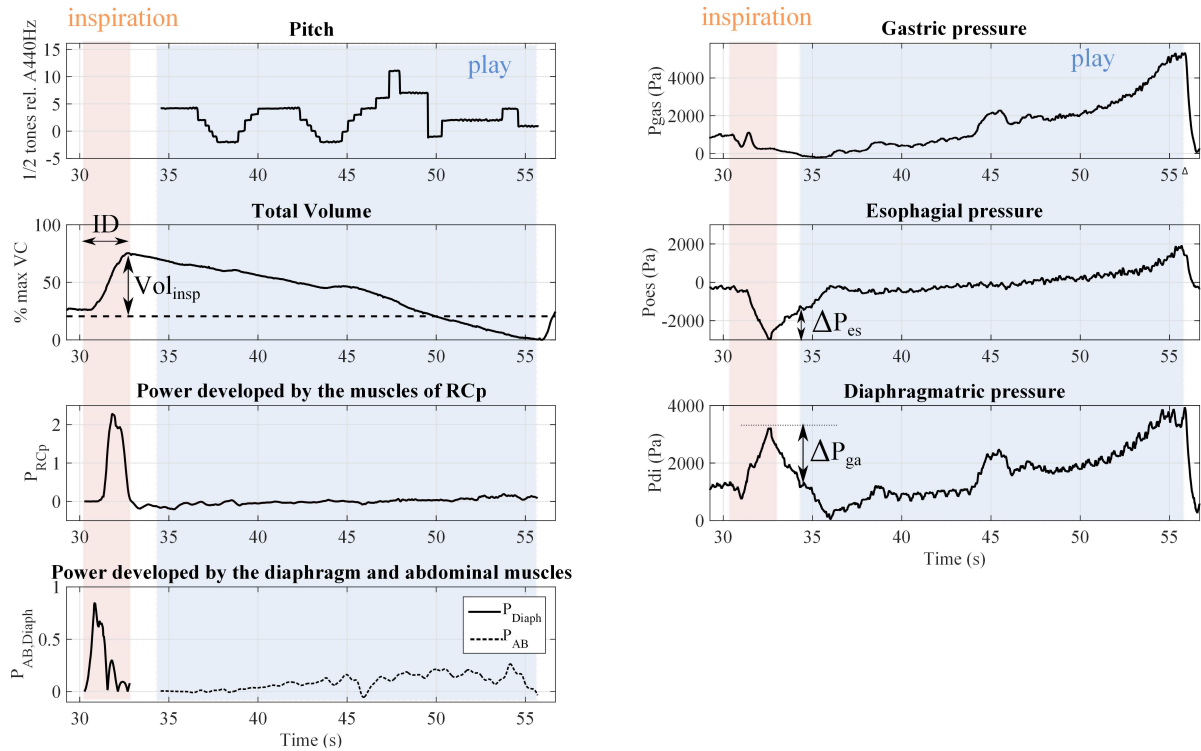 inspiration
Pitch
1/2 tones rel. A440Hz
15
10
5
0
-5
play
30 35 40 45 50 55
Total Volume
% max VC
100
50
0
ID
Vol_insp
30 35 40 45 50 55
Power developed by the muscles of RCp
P_RCp
2
1
0
30 35 40 45 50 55
Power developed by the diaphragm and abdominal muscles
P_AB,Diaph
1
0.5
0
P_Diaph
P_AB
30 35 40 45 50 55
Time (s)
inspiration
Gastric pressure
Pgas (Pa)
4000
2000
0
play
30 35 40 45 50 55 Δ
Esophagial pressure
Poes (Pa)
2000
0
-2000
ΔP_es
30 35 40 45 50 55
Diaphragmatric pressure
Pdi (Pa)
4000
2000
0
ΔP_ga
30 35 40 45 50 55
Time (s)